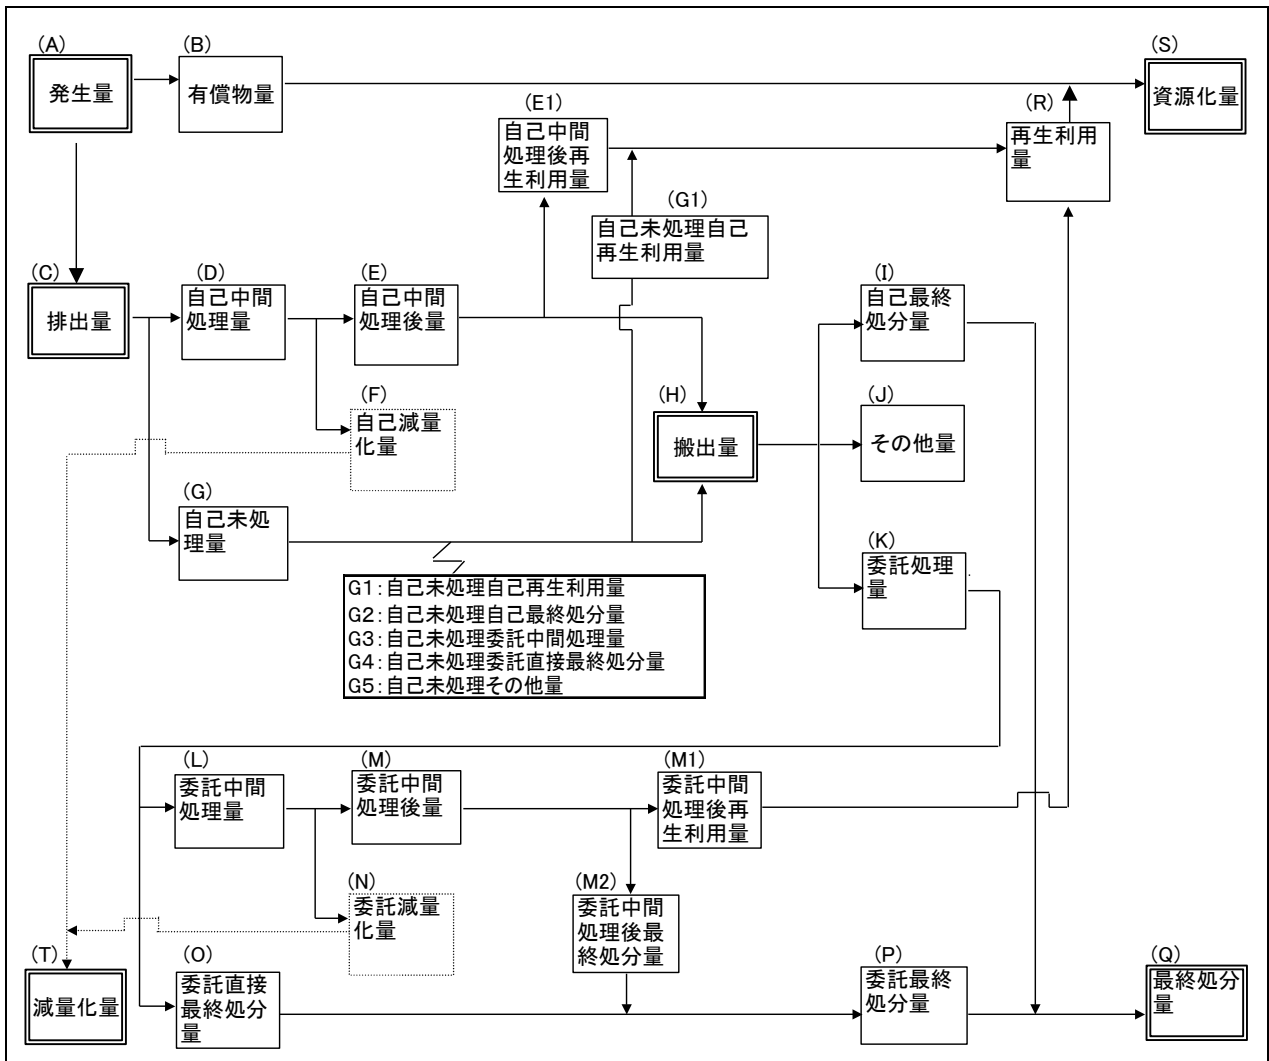 (A)
発生量
(B)
有償物量
(S)
資源化量
(E1)
自己中間
処理後再
生利用量
(R)
再生利用
量
(G1)
自己未処理自己
再生利用量
(C)
排出量
(D)
自己中間
処理量
(E)
自己中間
処理後量
(I)
自己最終
処分量
(F)
自己減量
化量
(H)
搬出量
(J)
その他量
(G)
自己未処
理量
(K)
委託処理
量
G1:自己未処理自己再生利用量
G2:自己未処理自己最終処分量
G3:自己未処理委託中間処理量
G4:自己未処理委託直接最終処分量
G5:自己未処理その他量
(L)
委託中間
処理量
(M)
委託中間
処理後量
(M1)
委託中間
処理後再
生利用量
(N)
委託減量
化量
(M2)
委託中間
処理後最
終処分量
(T)
減量化量
(O)
委託直接
最終処分
量
(P)
委託最終
処分量
(Q)
最終処分
量